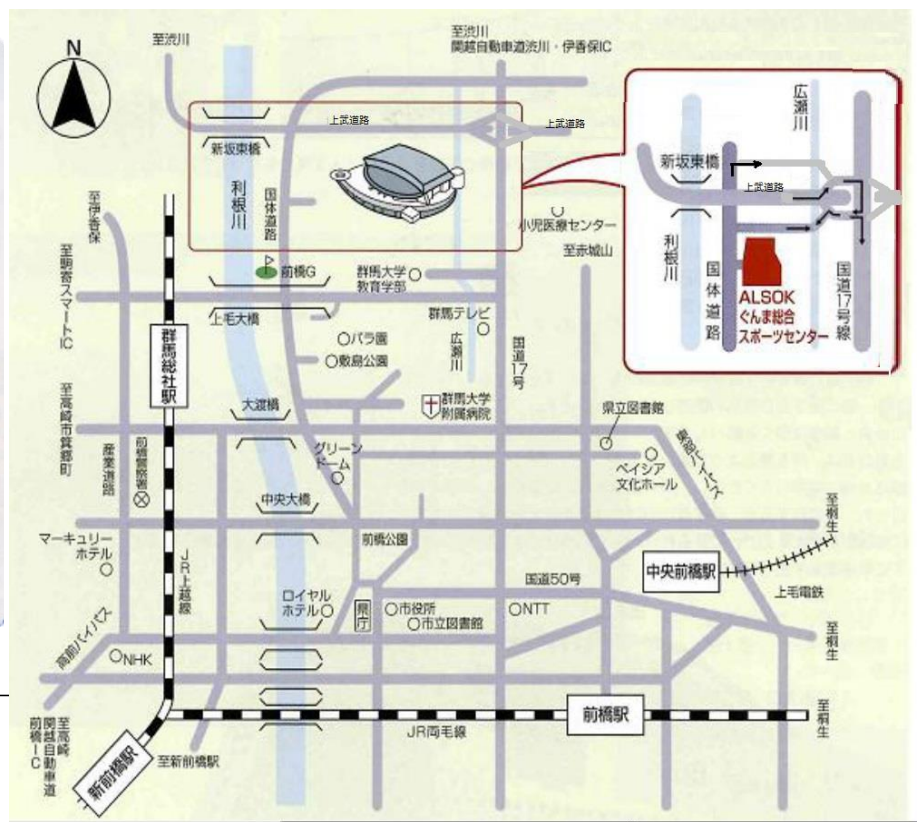 N
至渋川
至渋川
関越自動車道渋川・伊香保IC
上武道路
上武道路
新坂東橋
利根川
国体道路
小児医療センター
至赤城山
至伊香保
至駒寄スマートIC
前橋G
群馬大学
教育学部
上毛大橋
群馬テレビ
広瀬川
国道17号
バラ園
敷島公園
群馬総社駅
大渡橋
群馬大学
附属病院
県立図書館
至高崎市箕郷町
産業道路
前橋警察署
グリーン
ドーム
ベイシア
文化ホール
東部バイパス
中央大橋
至桐生
マーキュリー
ホテル
JR上越線
前橋公園
中央前橋駅
上毛電鉄
国道50号
ロイヤル
ホテル
県庁
市役所
市立図書館
NTT
至桐生
高前バイパス
NHK
前橋駅
至桐生
JR両毛線
至高崎
関越自動車道
前橋IC
新前橋駅
至新前橋駅
広瀬川
新坂東橋
上武道路
利根川
国体道路
国道17号線
ALSOK
ぐんま総合
スポーツセンター